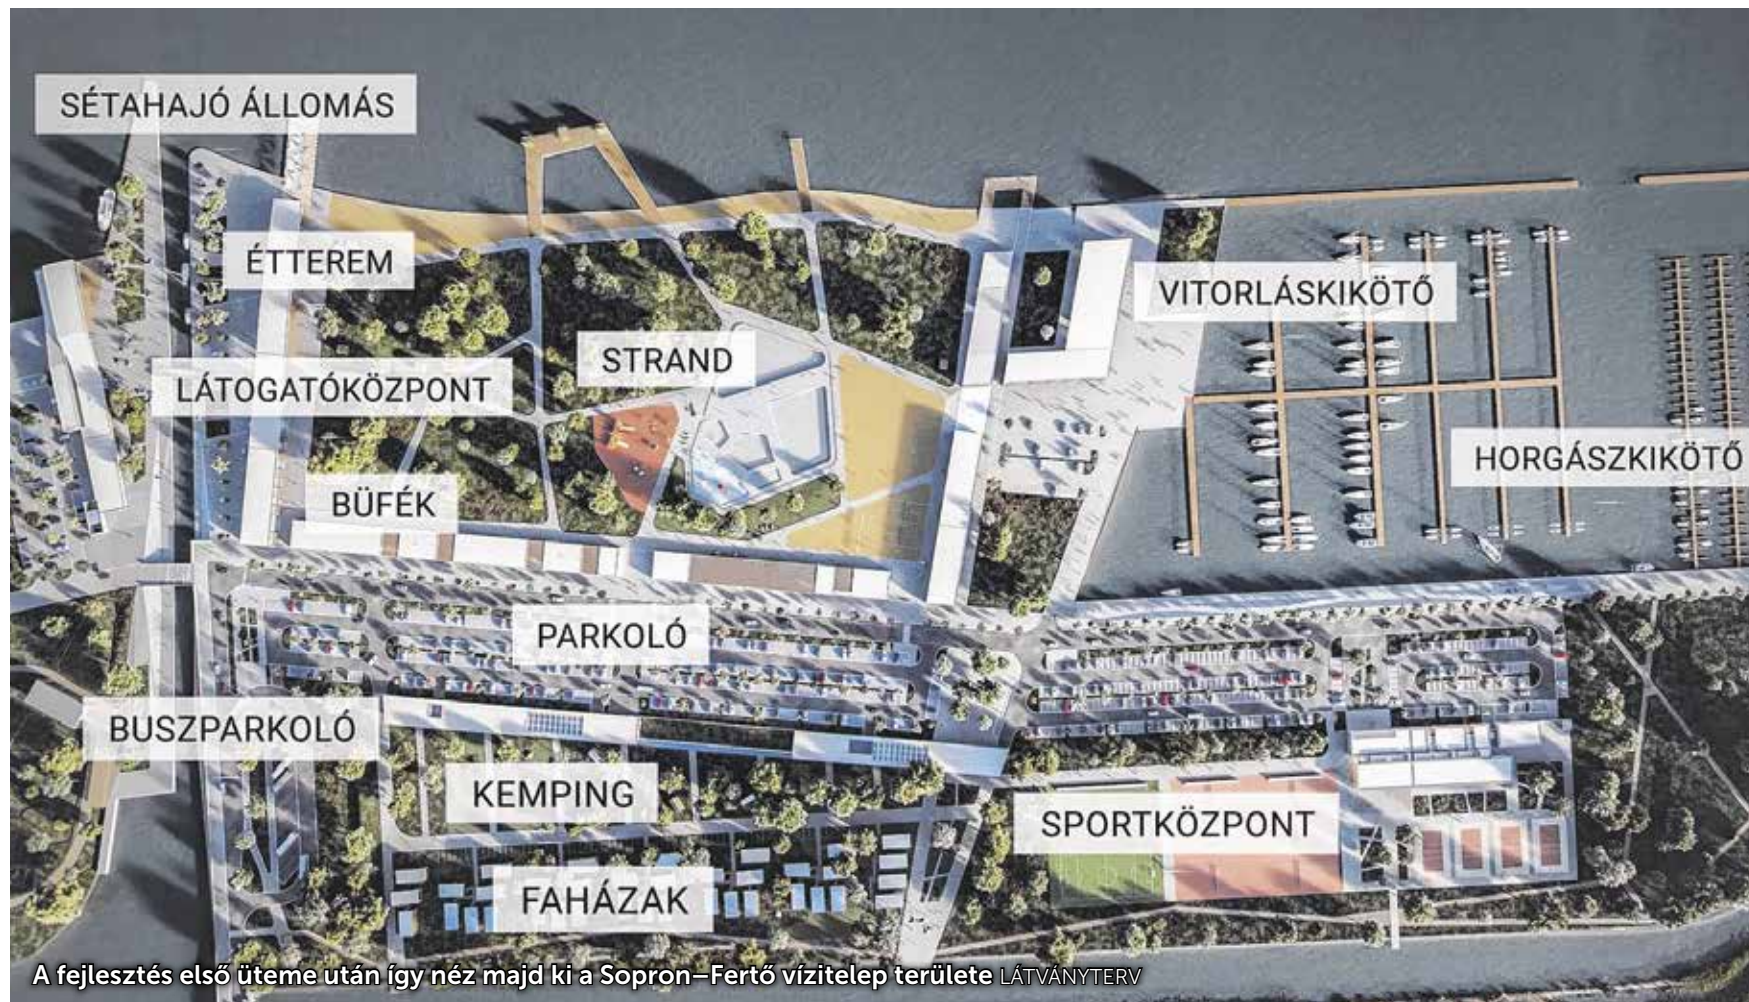 SÉTAHAJÓ ÁLLOMÁS
ÉTTEREM
VITORLÁSKIKÖTŐ
STRAND
LÁTOGATÓKÖZPONT
HORGÁSZKIKÖTŐ
BÜFÉK
PARKOLÓ
BUSZPARKOLÓ
KEMPING
SPORTKÖZPONT
FAHÁZAK
A fejlesztés első üteme után így néz majd ki a Sopron–Fertő vízitelep területe LÁTVÁNYTERV